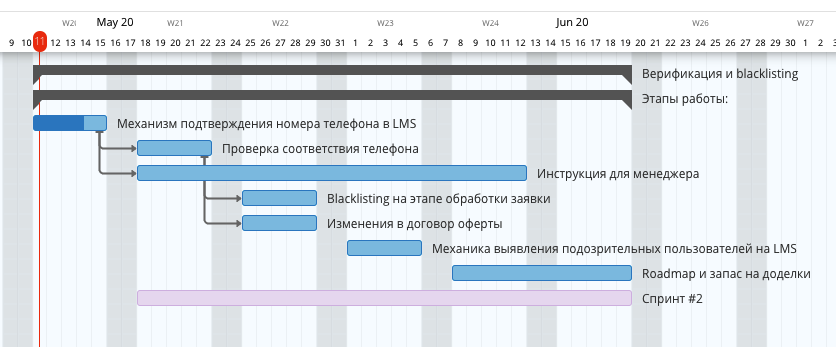 W20 May 20 W21 W22 W23 W24 Jun 20 W26 W27
9 10 11 12 13 14 15 16 17 18 19 20 21 22 23 24 25 26 27 28 29 30 31 1 2 3 4 5 6 7 8 9 10 11 12 13 14 15 16 17 18 19 20 21 22 23 24 25 26 27 28 29 30 1 2
Верификация и blacklisting
Этапы работы:
Механизм подтверждения номера телефона в LMS
Проверка соответствия телефона
Инструкция для менеджера
Blacklisting на этапе обработки заявки
Изменения в договор оферты
Механика выявления подозрительных пользователей на LMS
Roadmap и запас на доделки
Спринт #2